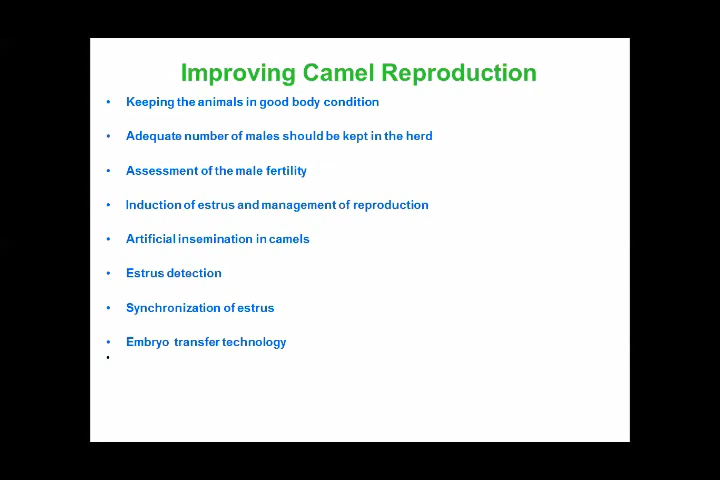 Improving Camel Reproduction
• Keeping the animals in good body condition
• Adequate number of males should be kept in the herd
• Assessment of the male fertility
• Induction of estrus and management of reproduction
• Artificial insemination in camels
• Estrus detection
• Synchronization of estrus
• Embryo transfer technology
•